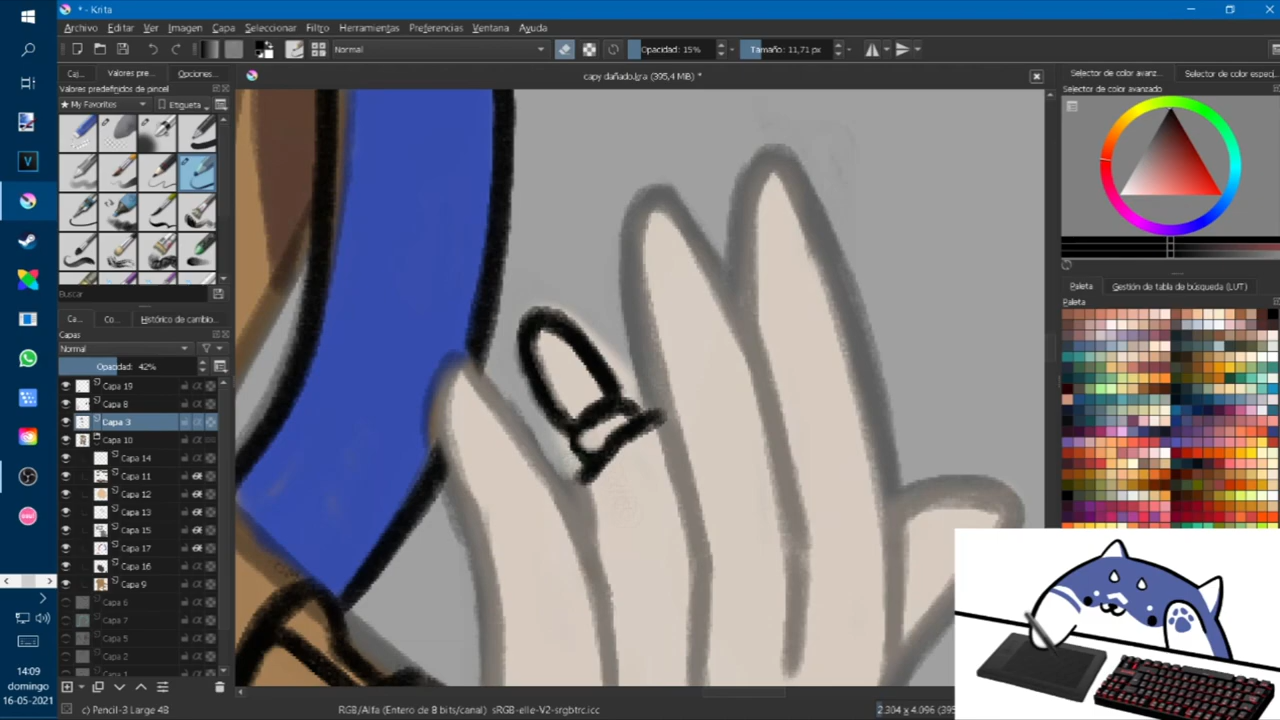 * - Krita
Archivo Editar Ver Imagen Capa Seleccionar Filtro Herramientas Preferencias Ventana Ayuda
Normal Opacidad: 15% Tamaño: 11,71 px
Caj... Valores pre... Opciones...
capy dañado.kra (395,4 MB) *
Selector de color avanz... Selector de color especi...
Valores predefinidos de pincel
Selector de color avanzado
★ My Favorites Etiqueta
Buscar
Paleta Gestión de tabla de búsqueda (LUT)
Paleta
Ca... Co... Histórico de cambio...
Capas
Normal
Opacidad: 42%
Capa 19
Capa 8
Capa 3
Capa 10
Capa 14
Capa 11
Capa 12
Capa 13
Capa 15
Capa 17
Capa 16
Capa 9
Capa 6
Capa 7
Capa 5
Capa 2
Capa 1
14:09
domingo
16-05-2021
c) Pencil-3 Large 4B
RGB/Alfa (Entero de 8 bits/canal) sRGB-elle-V2-srgbtrc.icc
2.304 x 4.096 (395